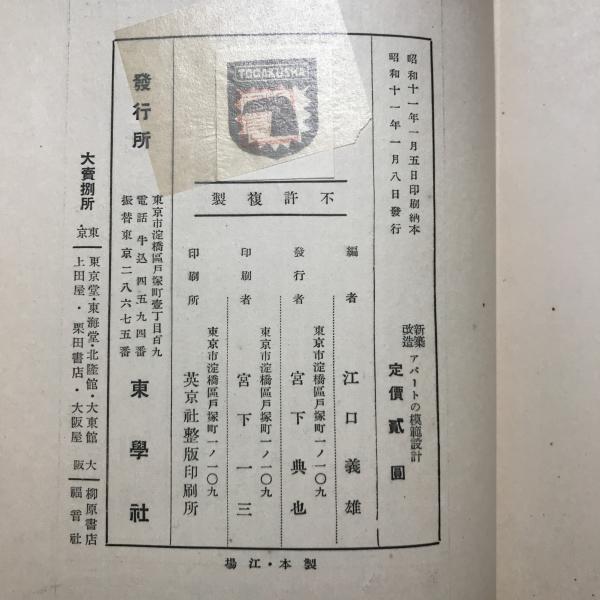 昭和十一年一月五日印刷納本
昭和十一年一月八日發行
新築改造 アパートの模範設計
定價貳圓
TOGAKUSHA
不許複製
編者 江口義雄
東京市淀橋區戸塚町一ノ一〇九
發行者 宮下典也
東京市淀橋區戸塚町一ノ一〇九
印刷者 宮下一三
東京市淀橋區戸塚町一ノ一〇九
印刷所 英京社整版印刷所
發行所 東學社
東京市淀橋區戸塚町壹丁目百九
電話牛込四五九四番
振替東京二八六七五番
大賣捌所
東京 東京堂・東海堂・北隆館・大東館
上田屋・栗田書店・大阪屋
大阪 柳原書店
福音社
製本・江場